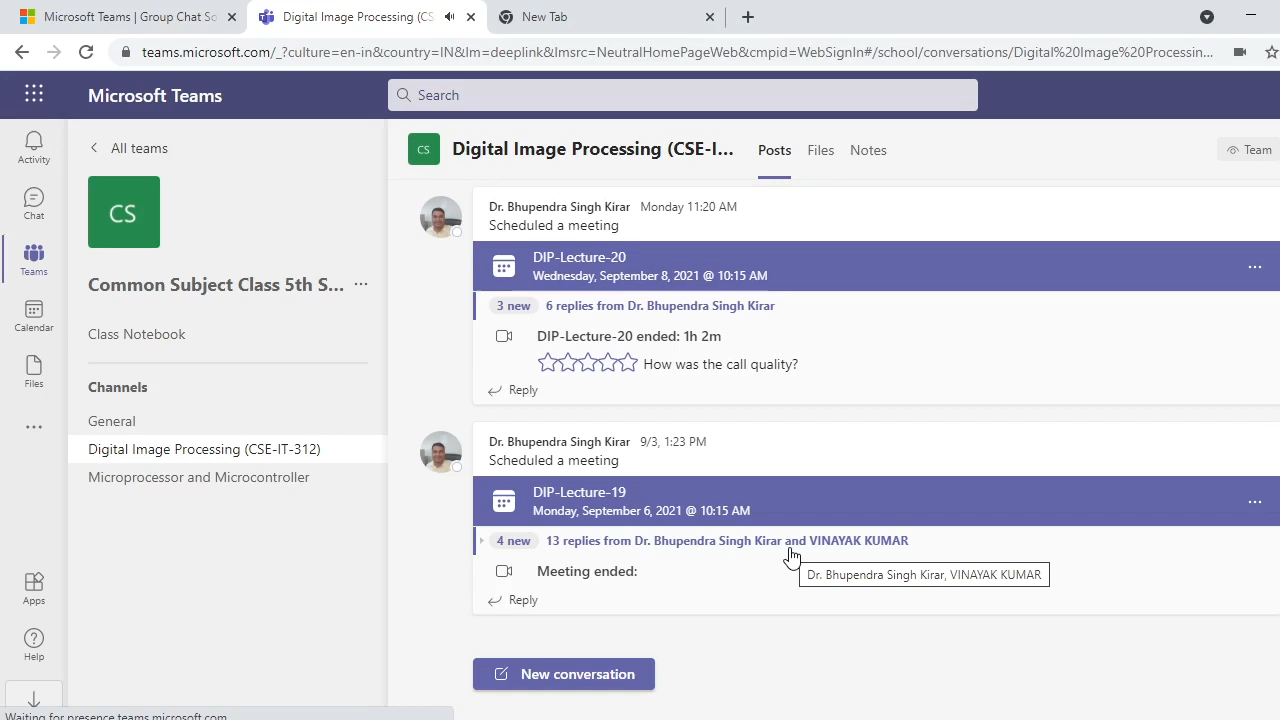 Microsoft Teams | Group Chat So
Digital Image Processing (CS
New Tab
teams.microsoft.com/_?culture=en-in&country=IN&lm=deeplink&lmsrc=NeutralHomePageWeb&cmpid=WebSignIn#/school/conversations/Digital%20Image%20Processin...
Microsoft Teams
Search
Activity
Chat
Teams
Calendar
Files
Apps
Help
All teams
CS
Common Subject Class 5th S...
Class Notebook
Channels
General
Digital Image Processing (CSE-IT-312)
Microprocessor and Microcontroller
CS
Digital Image Processing (CSE-I...
Posts
Files
Notes
Team
Dr. Bhupendra Singh Kirar Monday 11:20 AM
Scheduled a meeting
DIP-Lecture-20
Wednesday, September 8, 2021 @ 10:15 AM
3 new 6 replies from Dr. Bhupendra Singh Kirar
DIP-Lecture-20 ended: 1h 2m
How was the call quality?
Reply
Dr. Bhupendra Singh Kirar 9/3, 1:23 PM
Scheduled a meeting
DIP-Lecture-19
Monday, September 6, 2021 @ 10:15 AM
4 new 13 replies from Dr. Bhupendra Singh Kirar and VINAYAK KUMAR
Dr. Bhupendra Singh Kirar, VINAYAK KUMAR
Meeting ended:
Reply
New conversation
Waiting for presence.teams.microsoft.com